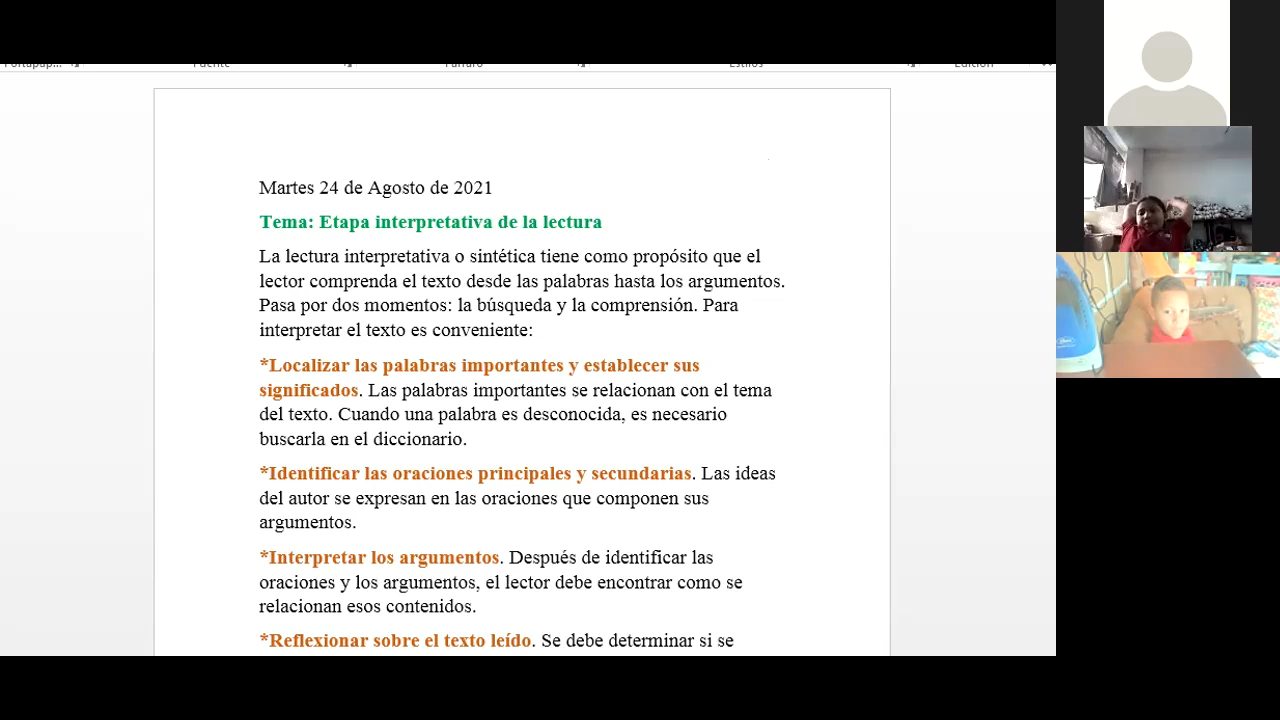 Martes 24 de Agosto de 2021
Tema: Etapa interpretativa de la lectura
La lectura interpretativa o sintética tiene como propósito que el
lector comprenda el texto desde las palabras hasta los argumentos.
Pasa por dos momentos: la búsqueda y la comprensión. Para
interpretar el texto es conveniente:
*Localizar las palabras importantes y establecer sus
significados. Las palabras importantes se relacionan con el tema
del texto. Cuando una palabra es desconocida, es necesario
buscarla en el diccionario.
*Identificar las oraciones principales y secundarias. Las ideas
del autor se expresan en las oraciones que componen sus
argumentos.
*Interpretar los argumentos. Después de identificar las
oraciones y los argumentos, el lector debe encontrar como se
relacionan esos contenidos.
*Reflexionar sobre el texto leído. Se debe determinar si se